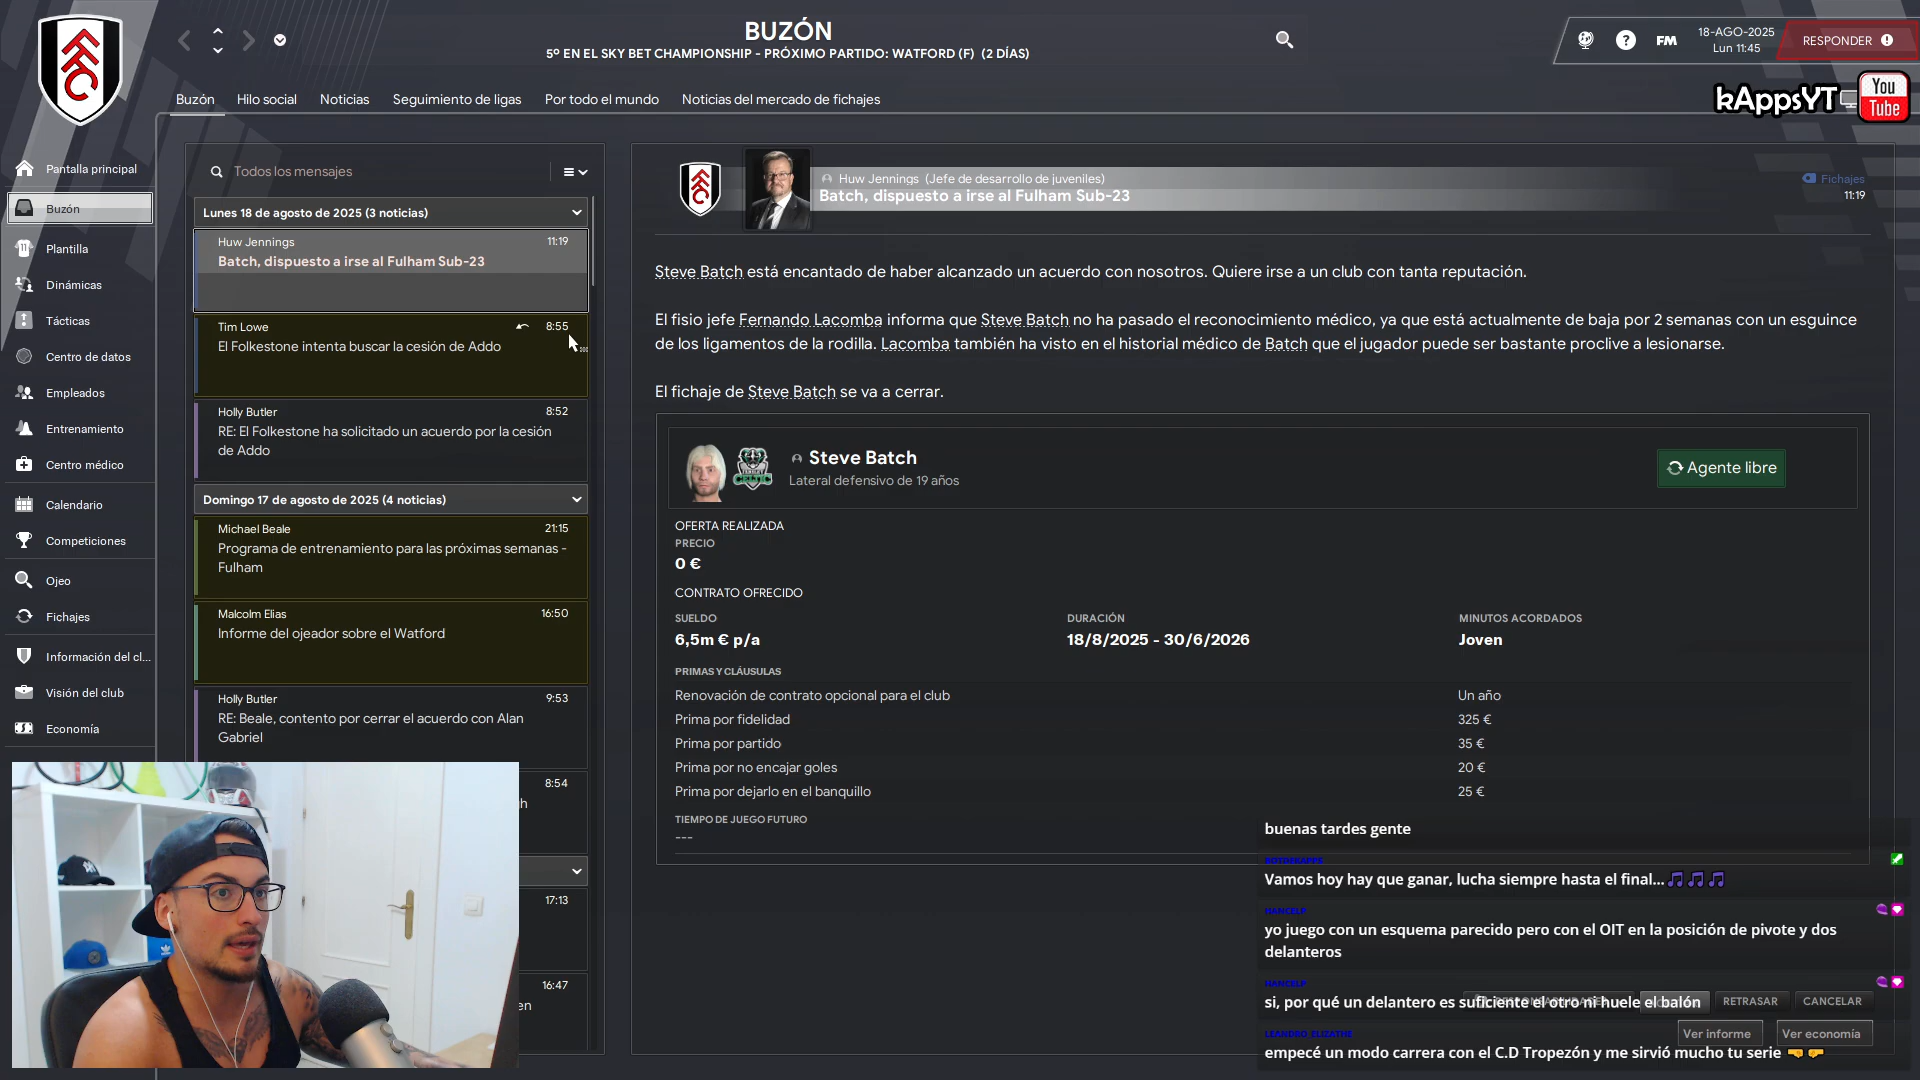 BUZÓN
5º EN EL SKY BET CHAMPIONSHIP - PRÓXIMO PARTIDO: WATFORD (F) (2 DÍAS)
FM
18-AGO-2025
Lun 11:45
RESPONDER
kAppsYT
You
Tube
Buzón
Hilo social
Noticias
Seguimiento de ligas
Por todo el mundo
Noticias del mercado de fichajes
Pantalla principal
Buzón
Plantilla
Dinámicas
Tácticas
Centro de datos
Empleados
Entrenamiento
Centro médico
Calendario
Competiciones
Ojeo
Fichajes
Información del cl...
Visión del club
Economía
Todos los mensajes
Lunes 18 de agosto de 2025 (3 noticias)
Huw Jennings 11:19
Batch, dispuesto a irse al Fulham Sub-23
Tim Lowe 8:55
El Folkestone intenta buscar la cesión de Addo
Holly Butler 8:52
RE: El Folkestone ha solicitado un acuerdo por la cesión
de Addo
Domingo 17 de agosto de 2025 (4 noticias)
Michael Beale 21:15
Programa de entrenamiento para las próximas semanas -
Fulham
Malcolm Elias 16:50
Informe del ojeador sobre el Watford
Holly Butler 9:53
RE: Beale, contento por cerrar el acuerdo con Alan
Gabriel
8:54
17:13
16:47
Huw Jennings (Jefe de desarrollo de juveniles)
Batch, dispuesto a irse al Fulham Sub-23
Fichajes
11:19
Steve Batch está encantado de haber alcanzado un acuerdo con nosotros. Quiere irse a un club con tanta reputación.
El fisio jefe Fernando Lacomba informa que Steve Batch no ha pasado el reconocimiento médico, ya que está actualmente de baja por 2 semanas con un esguince
de los ligamentos de la rodilla. Lacomba también ha visto en el historial médico de Batch que el jugador puede ser bastante proclive a lesionarse.
El fichaje de Steve Batch se va a cerrar.
Steve Batch
Lateral defensivo de 19 años
Agente libre
OFERTA REALIZADA
PRECIO
0 €
CONTRATO OFRECIDO
SUELDO
6,5m € p/a
DURACIÓN
18/8/2025 - 30/6/2026
MINUTOS ACORDADOS
Joven
PRIMAS Y CLÁUSULAS
Renovación de contrato opcional para el club Un año
Prima por fidelidad 325 €
Prima por partido 35 €
Prima por no encajar goles 20 €
Prima por dejarlo en el banquillo 25 €
TIEMPO DE JUEGO FUTURO
---
buenas tardes gente
Vamos hoy hay que ganar, lucha siempre hasta el final...
NANCELP
yo juego con un esquema parecido pero con el OIT en la posición de pivote y dos
delanteros
NANCELP
si, por qué un delantero es suficiente el otro ni huele el balón
RETRASAR
CANCELAR
LEANDRO_ELIZATHE
Ver informe
Ver economía
empecé un modo carrera con el C.D Tropezón y me sirvió mucho tu serie